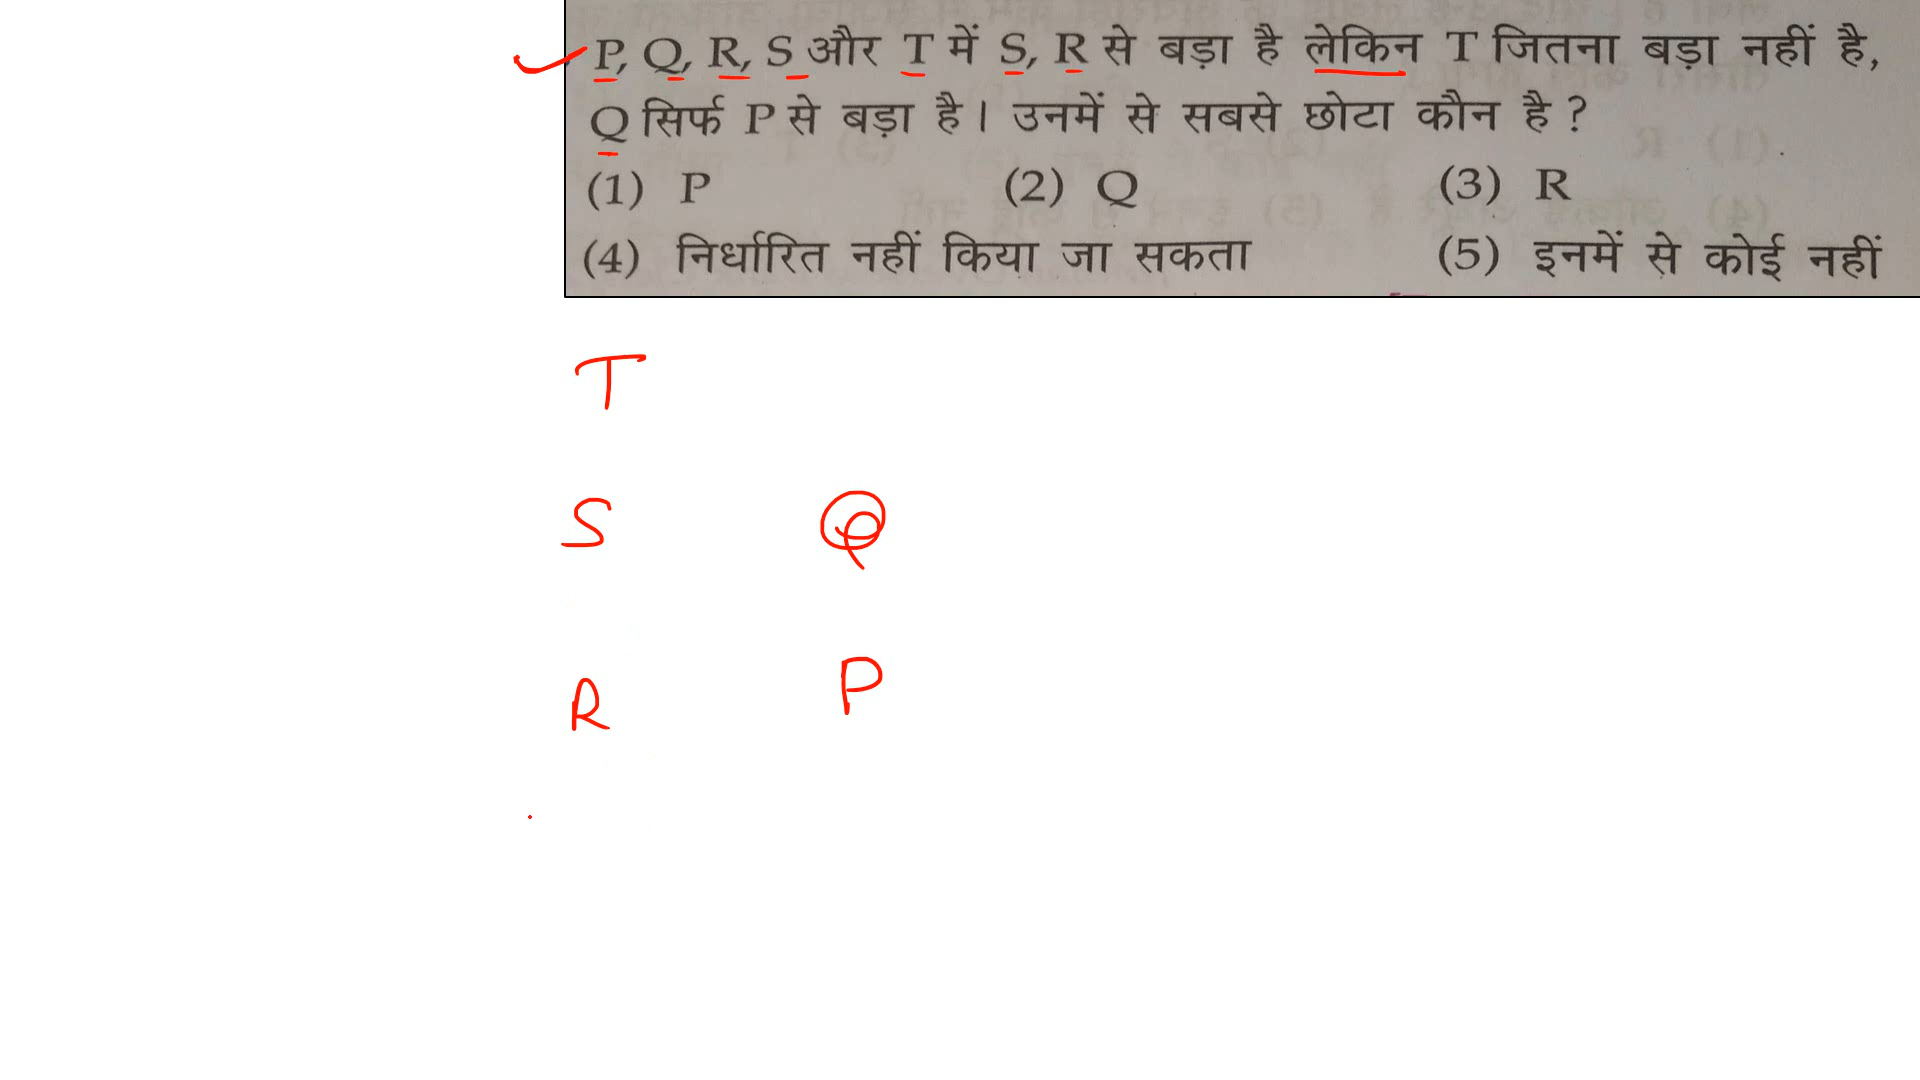 P, Q, R, S और T में S, R से बड़ा है लेकिन T जितना बड़ा नहीं है,
Q सिर्फ P से बड़ा है। उनमें से सबसे छोटा कौन है ?
(1) P (2) Q (3) R
(4) निर्धारित नहीं किया जा सकता (5) इनमें से कोई नहीं
T
S Q
R P